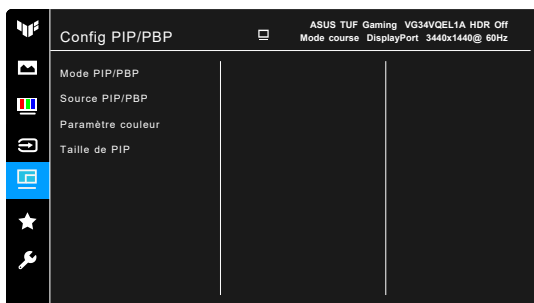 Config PIP/PBP
ASUS TUF Gaming VG34VQEL1A HDR Off
Mode course DisplayPort 3440x1440@ 60Hz
Mode PIP/PBP
Source PIP/PBP
Paramètre couleur
Taille de PIP